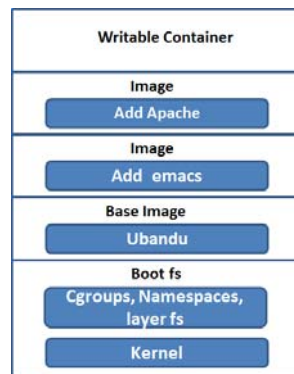 Writable Container
Image
Add Apache
Image
Add emacs
Base Image
Ubandu
Boot fs
Cgroups, Namespaces,
layer fs
Kernel